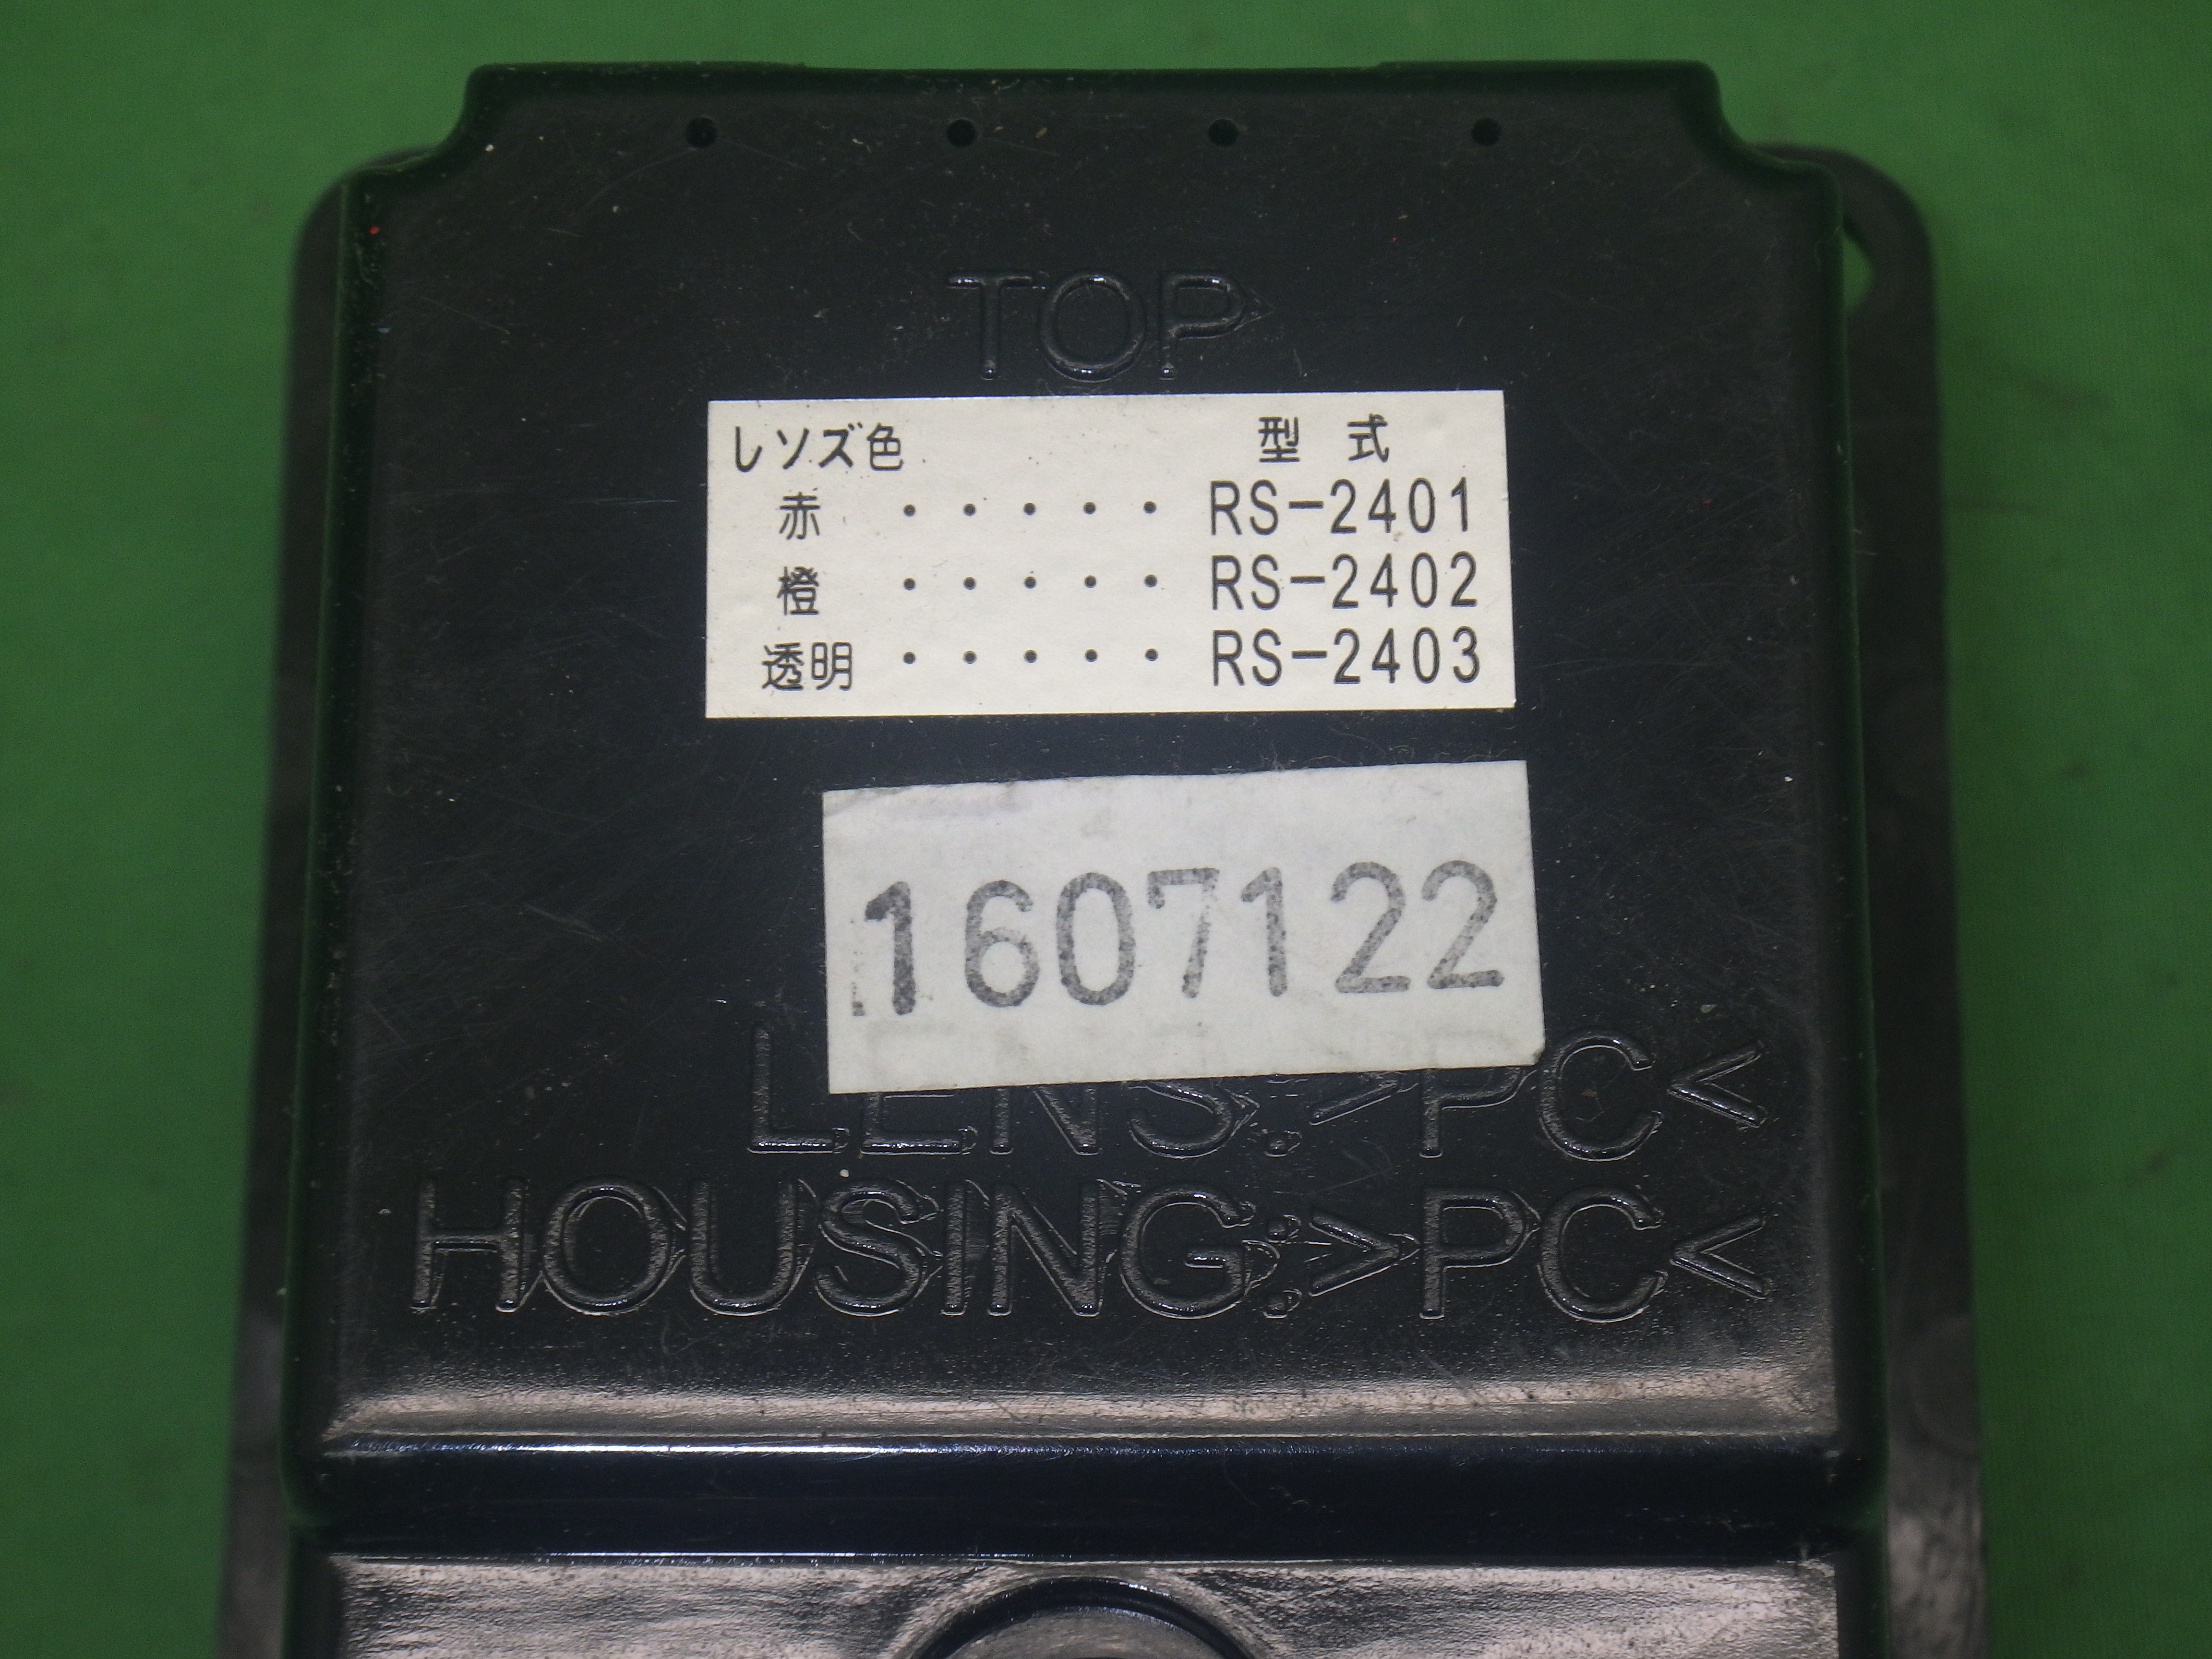 TOP
レンズ色 型 式
赤 ・・・・・ RS-2401
橙 ・・・・・ RS-2402
透明 ・・・・・ RS-2403
1607122
LENS:>PC<
HOUSING:>PC<